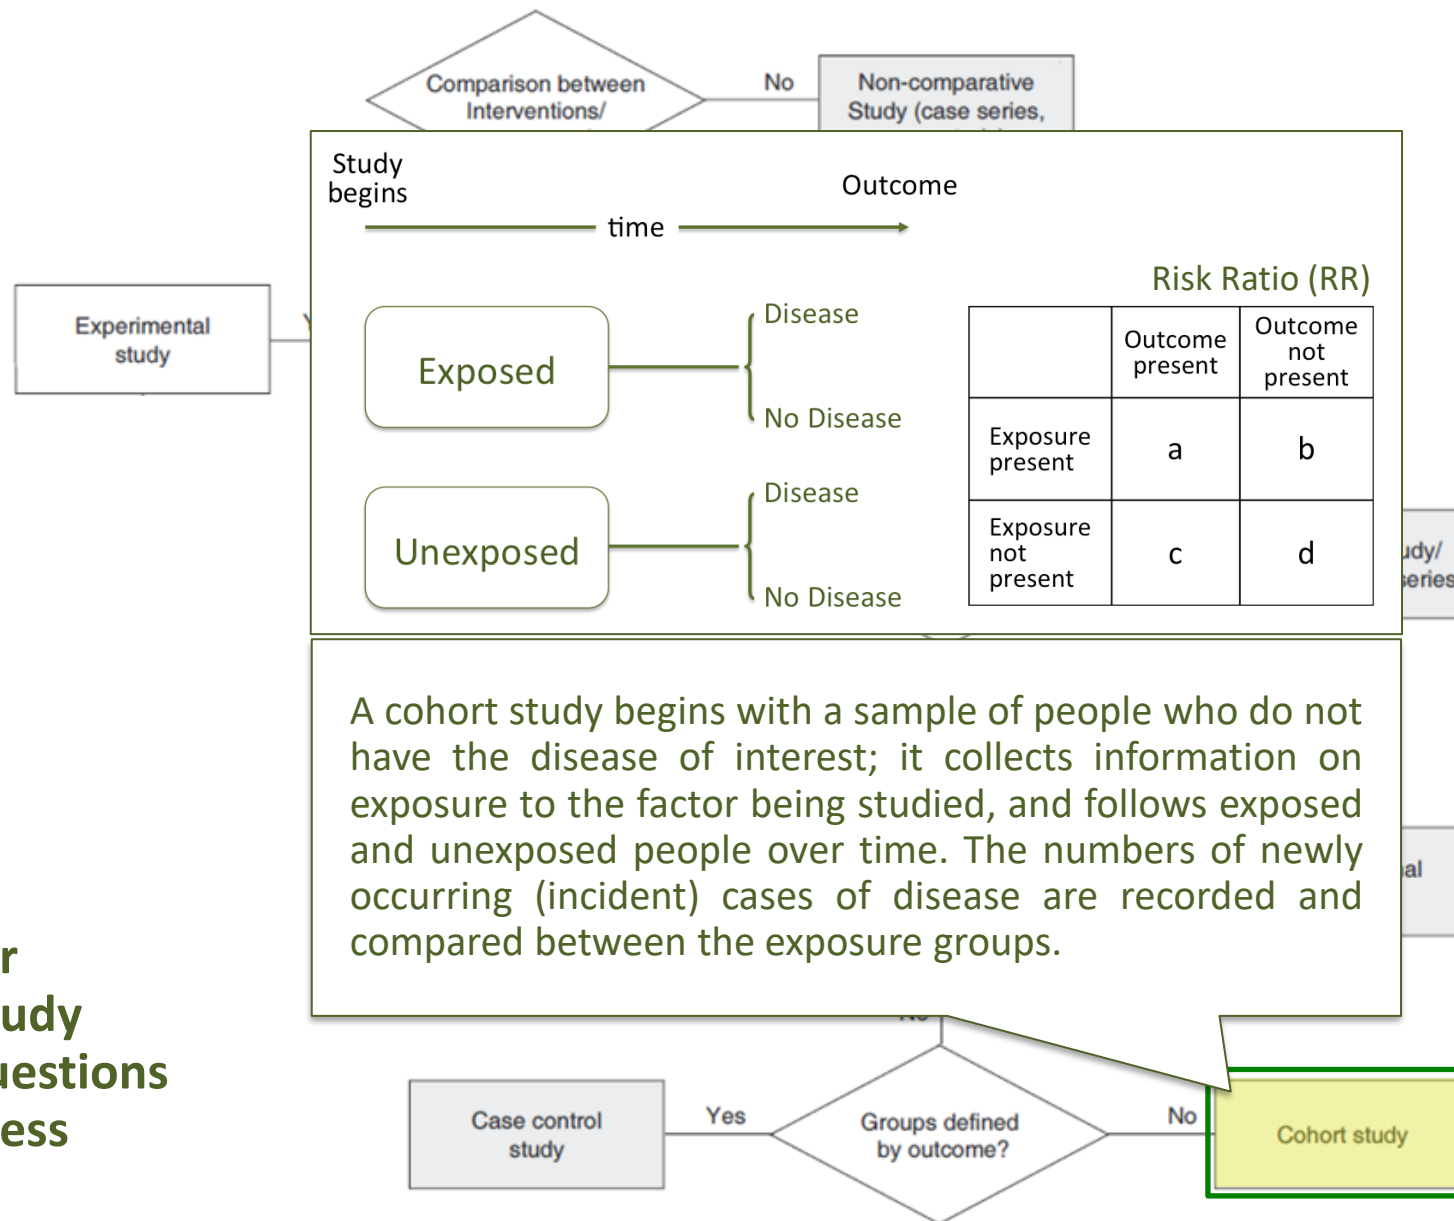 Comparison between
Interventions/
No
Non-comparative
Study (case series,
Study
begins
Outcome
time
Risk Ratio (RR)
Experimental
study
Exposed
Disease
No Disease
Unexposed
Disease
No Disease
Outcome
present
Outcome
not
present
Exposure
present
a
b
Exposure
not
present
c
d
series
A cohort study begins with a sample of people who do not
have the disease of interest; it collects information on
exposure to the factor being studied, and follows exposed
and unexposed people over time. The numbers of newly
occurring (incident) cases of disease are recorded and
compared between the exposure groups.
Case control
study
Yes
Groups defined
by outcome?
No
Cohort study